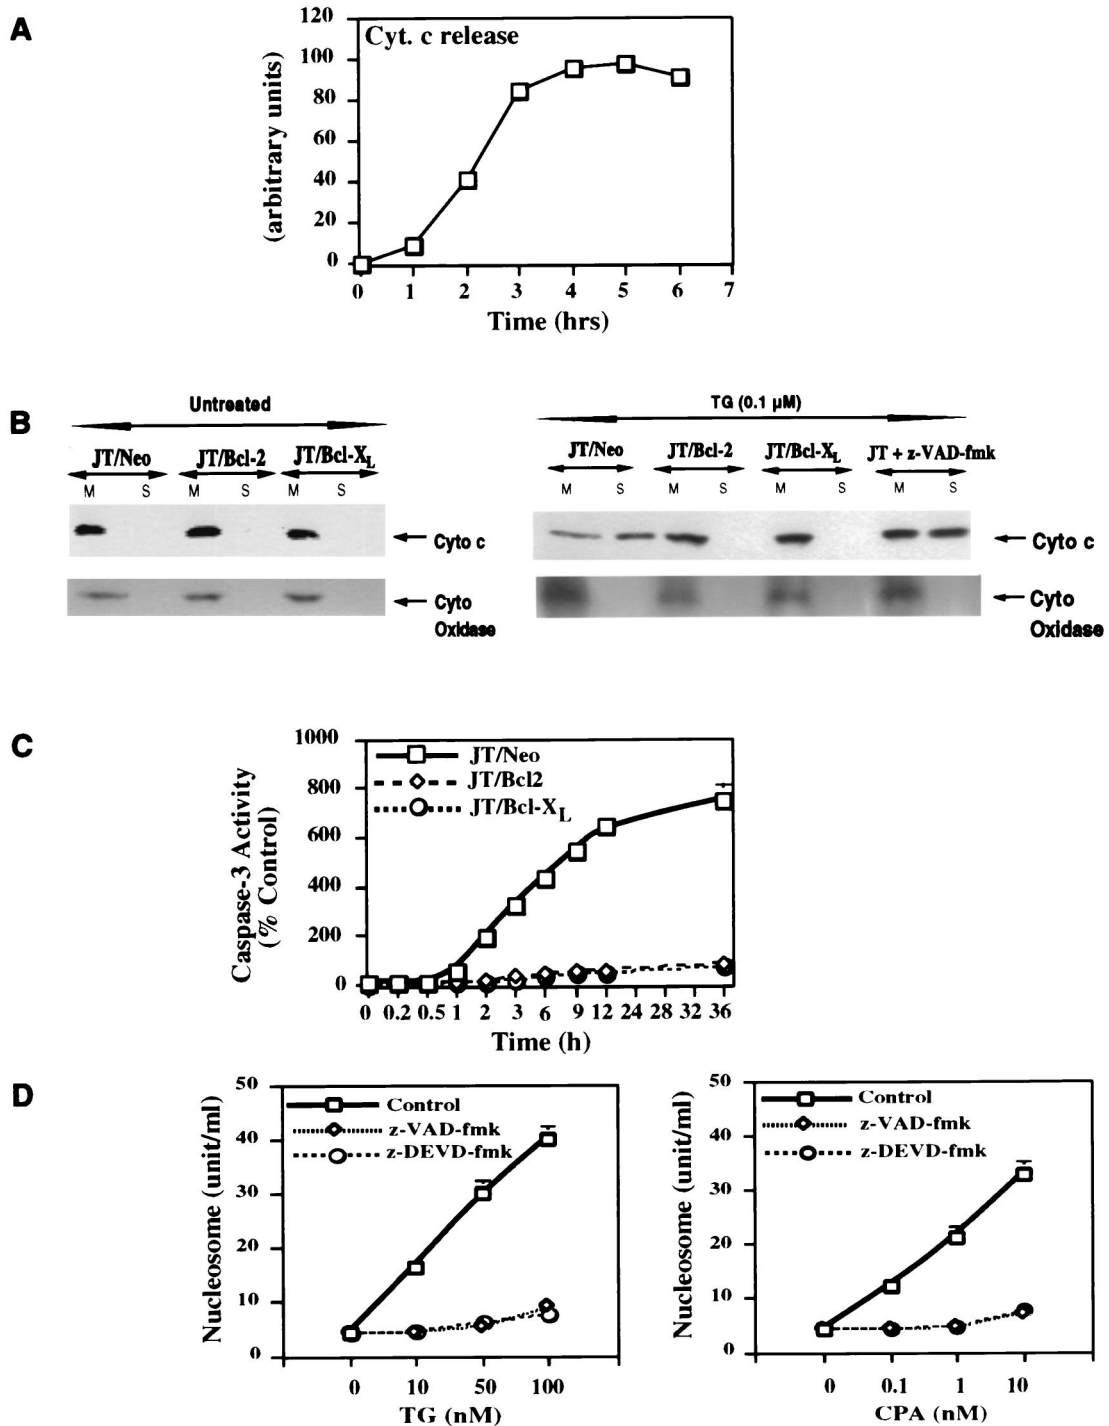 A
Cyt. c release
(arbitrary units)
120
100
80
60
40
20
0
0 1 2 3 4 5 6 7
Time (hrs)
B
Untreated
JT/Neo JT/Bcl-2 JT/Bcl-XL
M S M S M S
Cyto c
Cyto
Oxidase
TG (0.1 µM)
JT/Neo JT/Bcl-2 JT/Bcl-XL JT + z-VAD-fmk
M S M S M S M S
Cyto c
Cyto
Oxidase
C
Caspase-3 Activity
(% Control)
1000
800
600
400
200
0
JT/Neo
JT/Bcl2
JT/Bcl-XL
0 0.2 0.5 1 2 3 6 9 12 24 28 32 36
Time (h)
D
Nucleosome (unit/ml)
50
40
30
20
10
0
Control
z-VAD-fmk
z-DEVD-fmk
0 10 50 100
TG (nM)
Nucleosome (unit/ml)
50
40
30
20
10
0
Control
z-VAD-fmk
z-DEVD-fmk
0 0.1 1 10
CPA (nM)